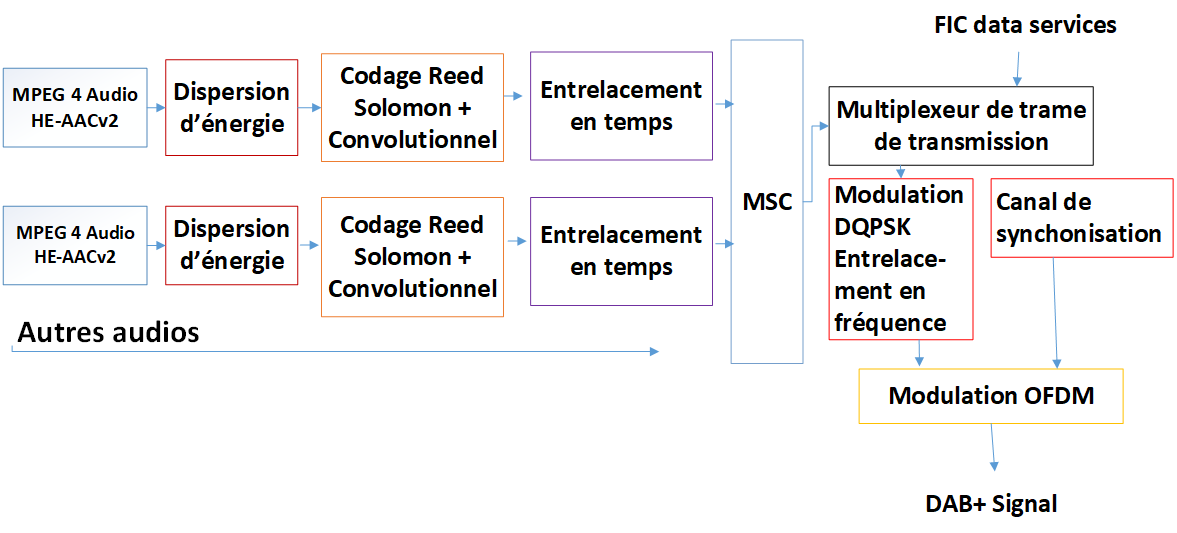 FIC data services
MPEG 4 Audio
HE-AACv2
Dispersion
d'énergie
Codage Reed
Solomon +
Convolutionnel
Entrelacement
en temps
MSC
Multiplexeur de trame
de transmission
MPEG 4 Audio
HE-AACv2
Dispersion
d'énergie
Codage Reed
Solomon +
Convolutionnel
Entrelacement
en temps
Modulation
DQPSK
Entrelace-
ment en
fréquence
Canal de
synchonisation
Autres audios
Modulation OFDM
DAB+ Signal